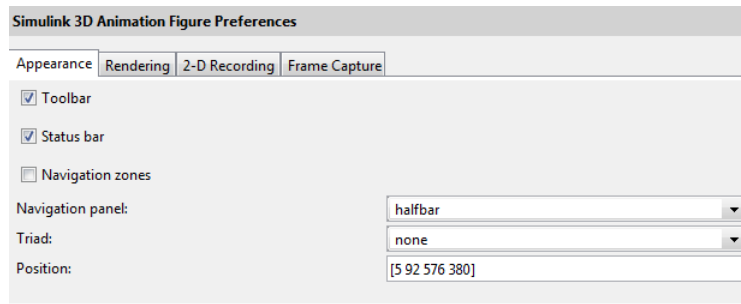 Simulink 3D Animation Figure Preferences
Appearance Rendering 2-D Recording Frame Capture
Toolbar
Status bar
Navigation zones
Navigation panel: halfbar
Triad: none
Position: [5 92 576 380]